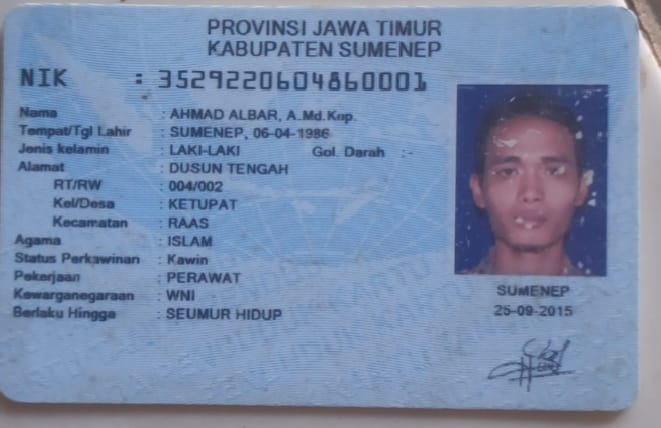 PROVINSI JAWA TIMUR
KABUPATEN SUMENEP
NIK : 3529220604860001
Nama : AHMAD ALBAR, A.Md.Kep.
Tempat/Tgl Lahir : SUMENEP, 06-04-1986
Jenis kelamin : LAKI-LAKI Gol. Darah :-
Alamat : DUSUN TENGAH
RT/RW : 004/002
Kel/Desa : KETUPAT
Kecamatan : RAAS
Agama : ISLAM
Status Perkawinan : Kawin
Pekerjaan : PERAWAT
Kewarganegaraan : WNI
Berlaku Hingga : SEUMUR HIDUP
SUMENEP
25-09-2015